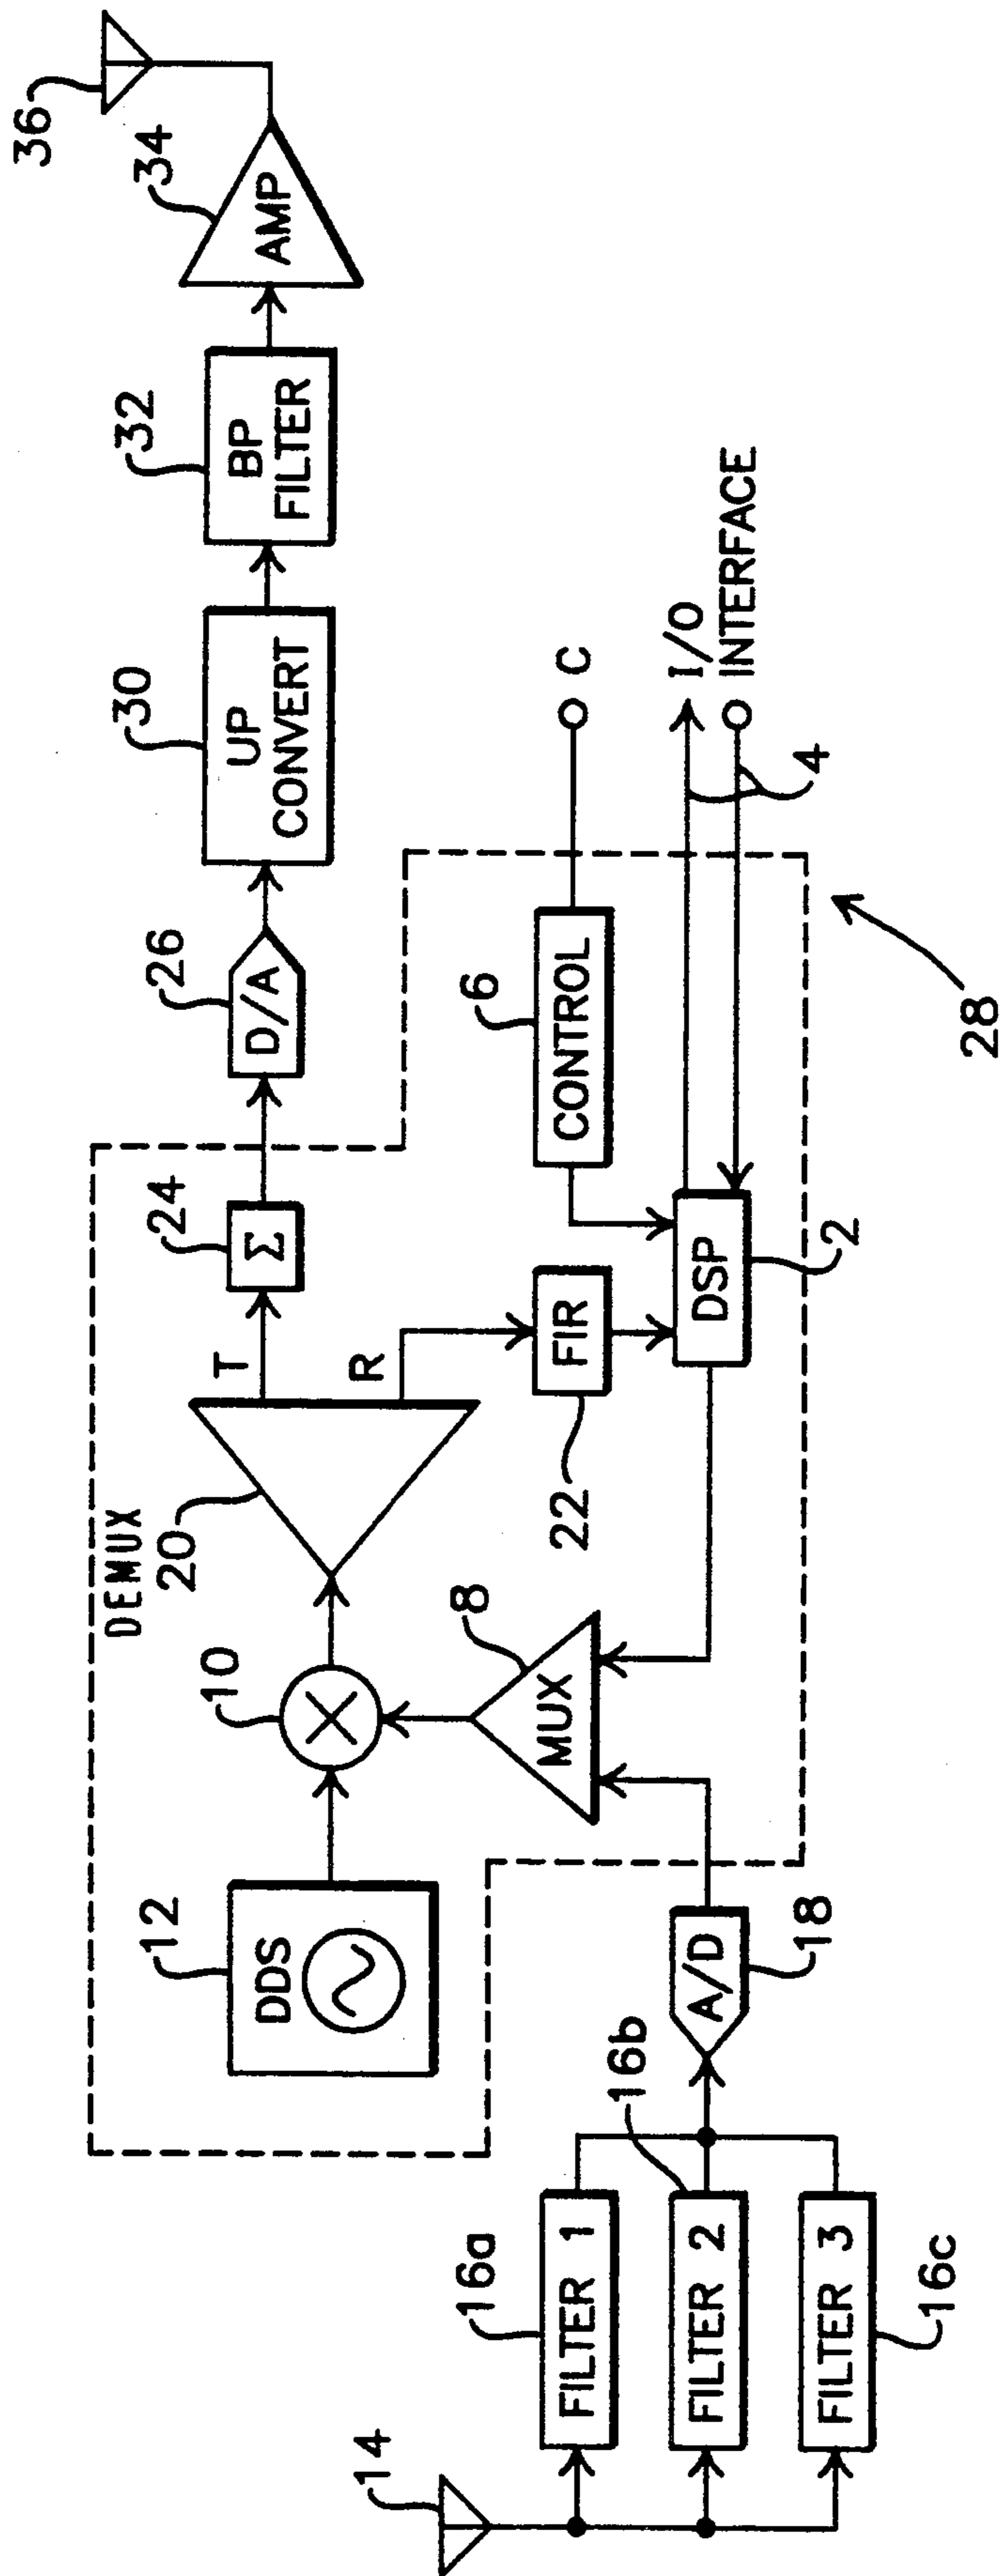 36
34
AMP
32
BP
FILTER
30
UP
CONVERT
26
D/A
24
Σ
T
R
DEMUX
20
10
12
DDS
8
MUX
22
FIR
6
CONTROL
C
DSP
2
I/O
INTERFACE
4
28
14
16a
FILTER 1
16b
FILTER 2
FILTER 3
16c
A/D
18